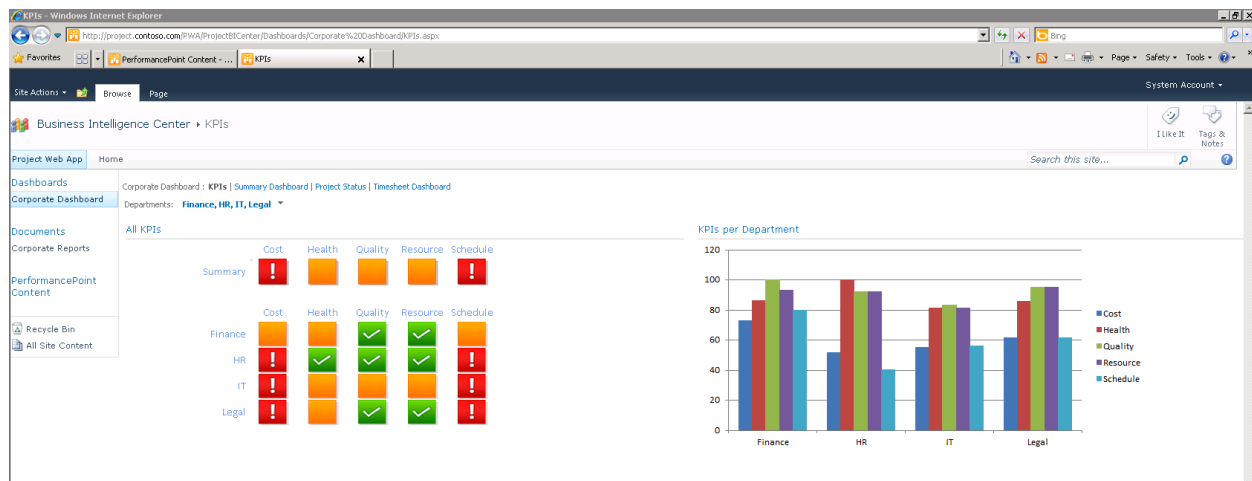 KPIs - Windows Internet Explorer
http://project.contoso.com/PWA/ProjectBICenter/Dashboards/Corporate%20Dashboard/KPIs.aspx
Bing
Favorites
PerformancePoint Content - ...
KPIs
Page
Safety
Tools
Site Actions
Browse
Page
System Account
Business Intelligence Center
KPIs
I Like It
Tags &
Notes
Project Web App
Home
Search this site...
Dashboards
Corporate Dashboard
Documents
Corporate Reports
PerformancePoint
Content
Recycle Bin
All Site Content
Corporate Dashboard : KPIs | Summary Dashboard | Project Status | Timesheet Dashboard
Departments: Finance, HR, IT, Legal
All KPIs
Cost Health Quality Resource Schedule
Summary
Cost Health Quality Resource Schedule
Finance
HR
IT
Legal
KPIs per Department
120
100
80
60
40
20
0
Finance HR IT Legal
Cost
Health
Quality
Resource
Schedule